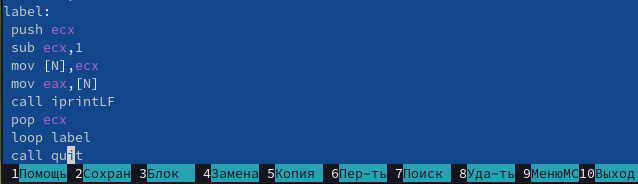 label:
push ecx
sub ecx,1
mov [N],ecx
mov eax,[N]
call iprintLF
pop ecx
loop label
call quit
1Помощь 2Сохран 3Блок 4Замена 5Копия 6Пер~ть 7Поиск 8Уда~ть 9МенюМС 10Выход